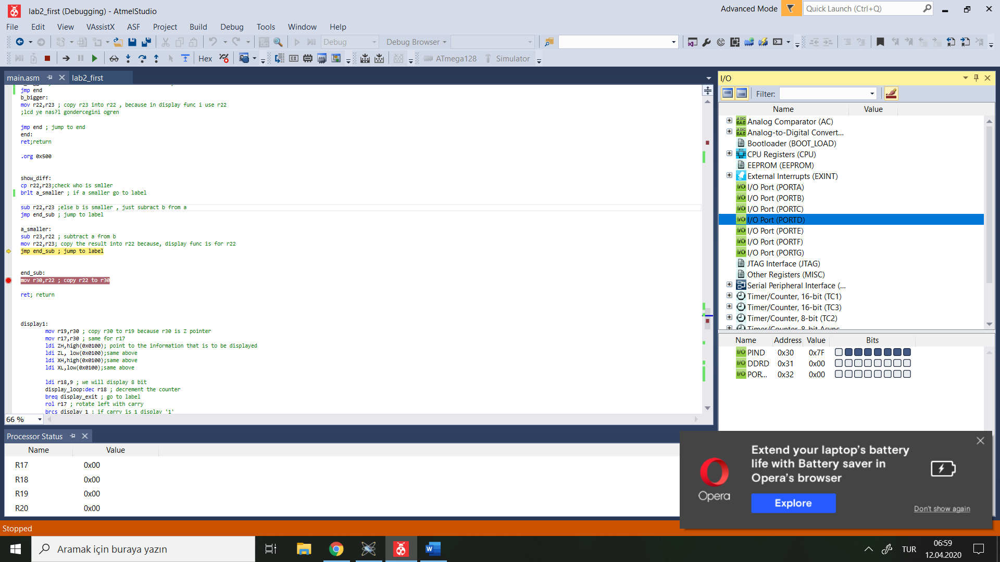 lab2_first (Debugging) - AtmelStudio
Advanced Mode
Quick Launch (Ctrl+Q)
File Edit View VAssistX ASF Project Build Debug Tools Window Help
Debug
Debug Browser
Hex
ATmega128
Simulator
main.asm
lab2_first
jmp end
b_bigger:
mov r22,r23 ; copy r23 into r22 , because in display func i use r22
;lcd ye nas?l gondercegini ogren
jmp end ; jump to end
end:
ret;return
.org 0x500
show_diff:
cp r22,r23;check who is smller
brlt a_smaller ; if a smaller go to label
sub r22,r23 ;else b is smaller , just subract b from a
jmp end_sub ; jump to label
a_smaller:
sub r23,r22 ; subtract a from b
mov r22,r23; copy the result into r22 because, display func is for r22
jmp end_sub ; jump to label
end_sub:
mov r30,r22 ; copy r22 to r30
ret; return
display1:
mov r19,r30 ; copy r30 to r19 because r30 is Z pointer
mov r17,r30 ; same for r17
ldi ZH,high(0x0100); point to the information that is to be displayed
ldi ZL, low(0x0100);same above
ldi XH,high(0x0100);same above
ldi XL,low(0x0100);same above
ldi r18,9 ; we will display 8 bit
display_loop:dec r18 ; decrement the counter
breq display_exit ; go to label
rol r17 ; rotate left with carry
brcs display_1 ; if carry is 1 display '1'
66 %
I/O
Filter:
Name Value
Analog Comparator (AC)
Analog-to-Digital Convert...
Bootloader (BOOT_LOAD)
CPU Registers (CPU)
EEPROM (EEPROM)
External Interrupts (EXINT)
I/O Port (PORTA)
I/O Port (PORTB)
I/O Port (PORTC)
I/O Port (PORTD)
I/O Port (PORTE)
I/O Port (PORTF)
I/O Port (PORTG)
JTAG Interface (JTAG)
Other Registers (MISC)
Serial Peripheral Interface (...
Timer/Counter, 16-bit (TC1)
Timer/Counter, 16-bit (TC3)
Timer/Counter, 8-bit (TC2)
Timer/Counter, 8-bit Async...
Name Address Value Bits
PIND 0x30 0x7F
DDRD 0x31 0x00
POR... 0x32 0x00
Processor Status
Name Value
R17 0x00
R18 0x00
R19 0x00
R20 0x00
Extend your laptop's battery
life with Battery saver in
Opera's browser
Opera
Explore
Don't show again
Stopped
Aramak için buraya yazın
TUR
06:59
12.04.2020